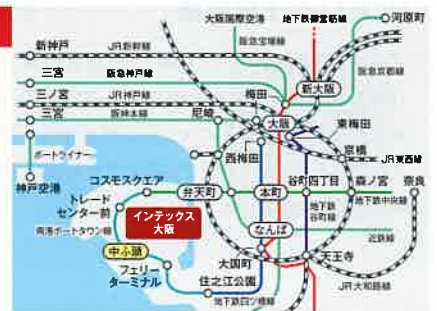 大阪国際空港
地下鉄御堂筋線
河原町
新神戸
JR新幹線
阪急宝塚線
三宮
阪急神戸線
新大阪
阪急京都線
三ノ宮
JR神戸線
梅田
三宮
阪神本線
尼崎
大阪
東梅田
ポートライナー
西梅田
京橋
JR東西線
神戸空港
コスモスクエア
弁天町
本町
谷町四丁目
森ノ宮
奈良
トレード
センター前
インテックス
大阪
地下鉄
谷町線
地下鉄中央線
南港ポートタウン線
なんば
近鉄線
中ふ頭
フェリー
ターミナル
大国町
天王寺
住之江公園
JR大和路線
地下鉄四ツ橋線